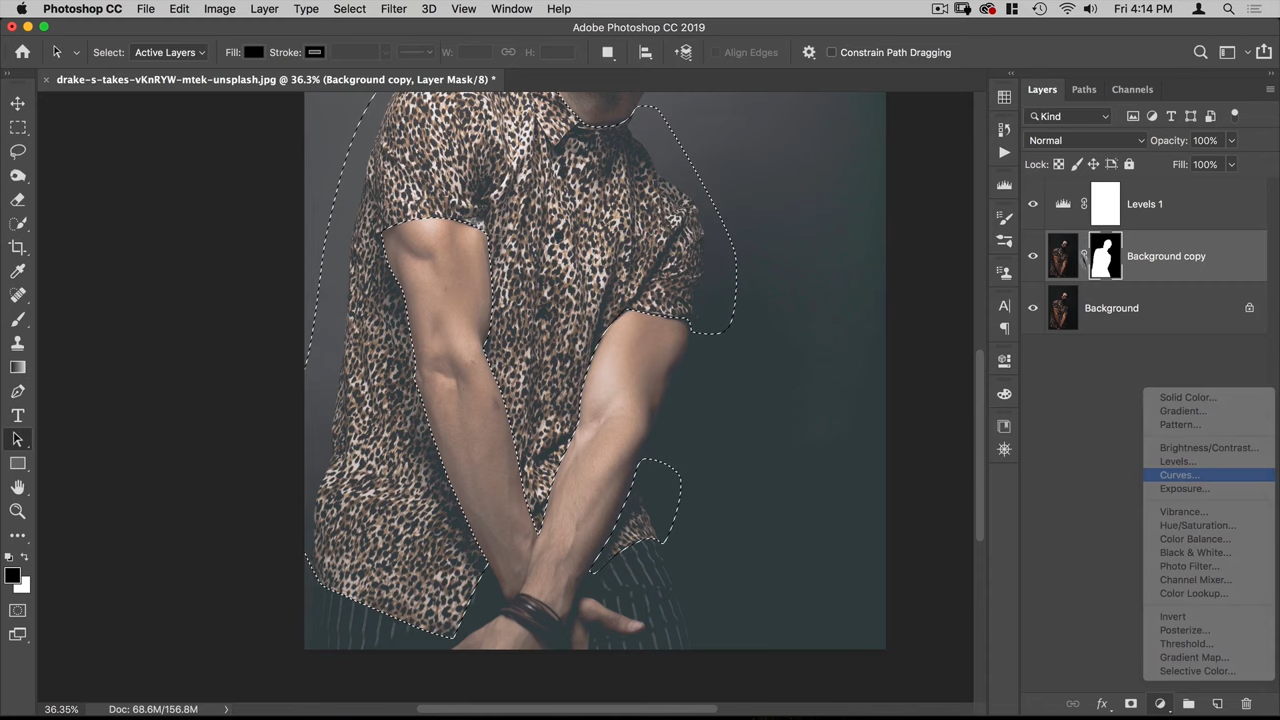 Photoshop CC File Edit Image Layer Type Select Filter 3D View Window Help Fri 4:14 PM
Adobe Photoshop CC 2019
Select: Active Layers Fill: Stroke: W: H: Align Edges Constrain Path Dragging
drake-s-takes-vKnRYW-mtek-unsplash.jpg @ 36.3% (Background copy, Layer Mask/8) *
Layers Paths Channels
Kind
Normal Opacity: 100%
Lock: Fill: 100%
Levels 1
Background copy
Background
Solid Color...
Gradient...
Pattern...
Brightness/Contrast...
Levels...
Curves...
Exposure...
Vibrance...
Hue/Saturation...
Color Balance...
Black & White...
Photo Filter...
Channel Mixer...
Color Lookup...
Invert
Posterize...
Threshold...
Gradient Map...
Selective Color...
36.35% Doc: 68.6M/156.8M